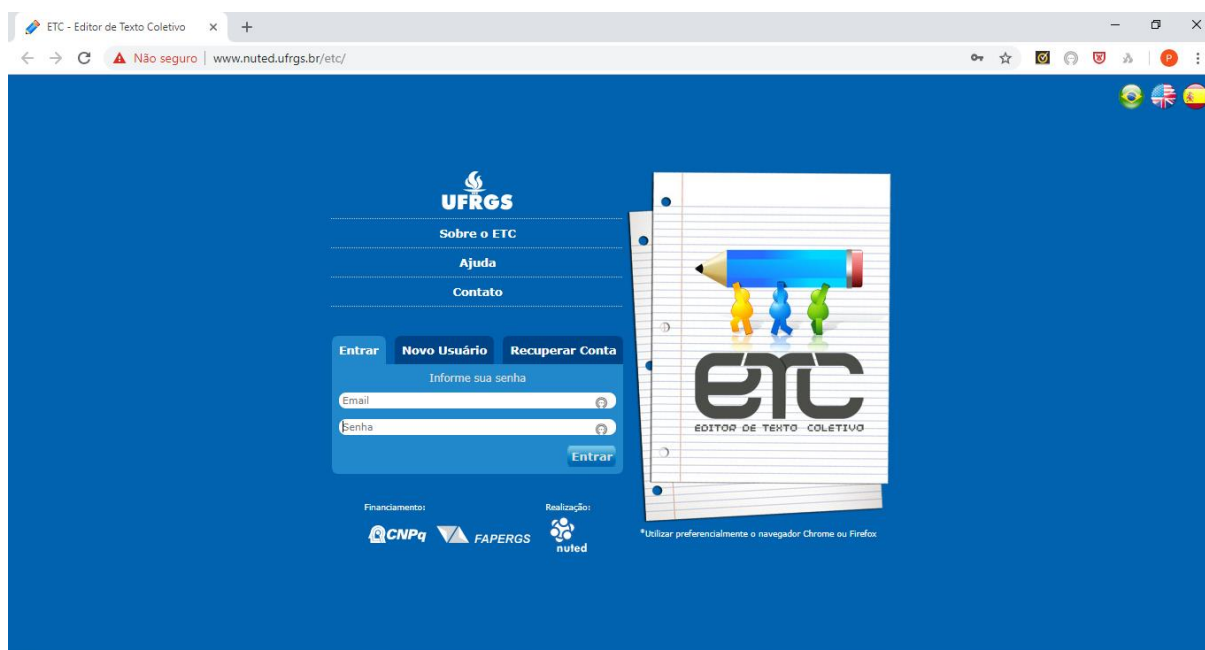 ETC - Editor de Texto Coletivo
Não seguro | www.nuted.ufrgs.br/etc/
P
UFRGS
Sobre o ETC
Ajuda
Contato
Entrar Novo Usuário Recuperar Conta
Informe sua senha
Email
Senha
Entrar
Financiamento: Realização:
CNPq FAPERGS nuted
ETC
EDITOR DE TEXTO COLETIVO
*Utilizar preferencialmente o navegador Chrome ou Firefox